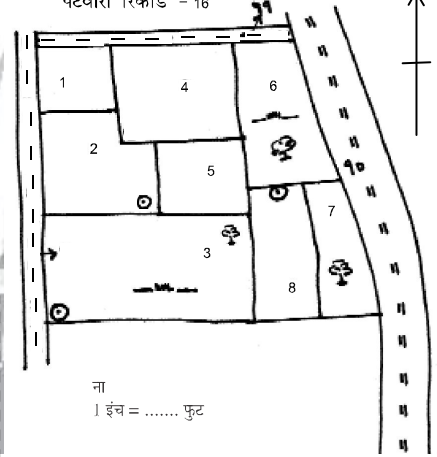 पटवारी रिकार्ड - 16
1
4
6
2
5
7
3
8
ना
1 इंच = ....... फुट